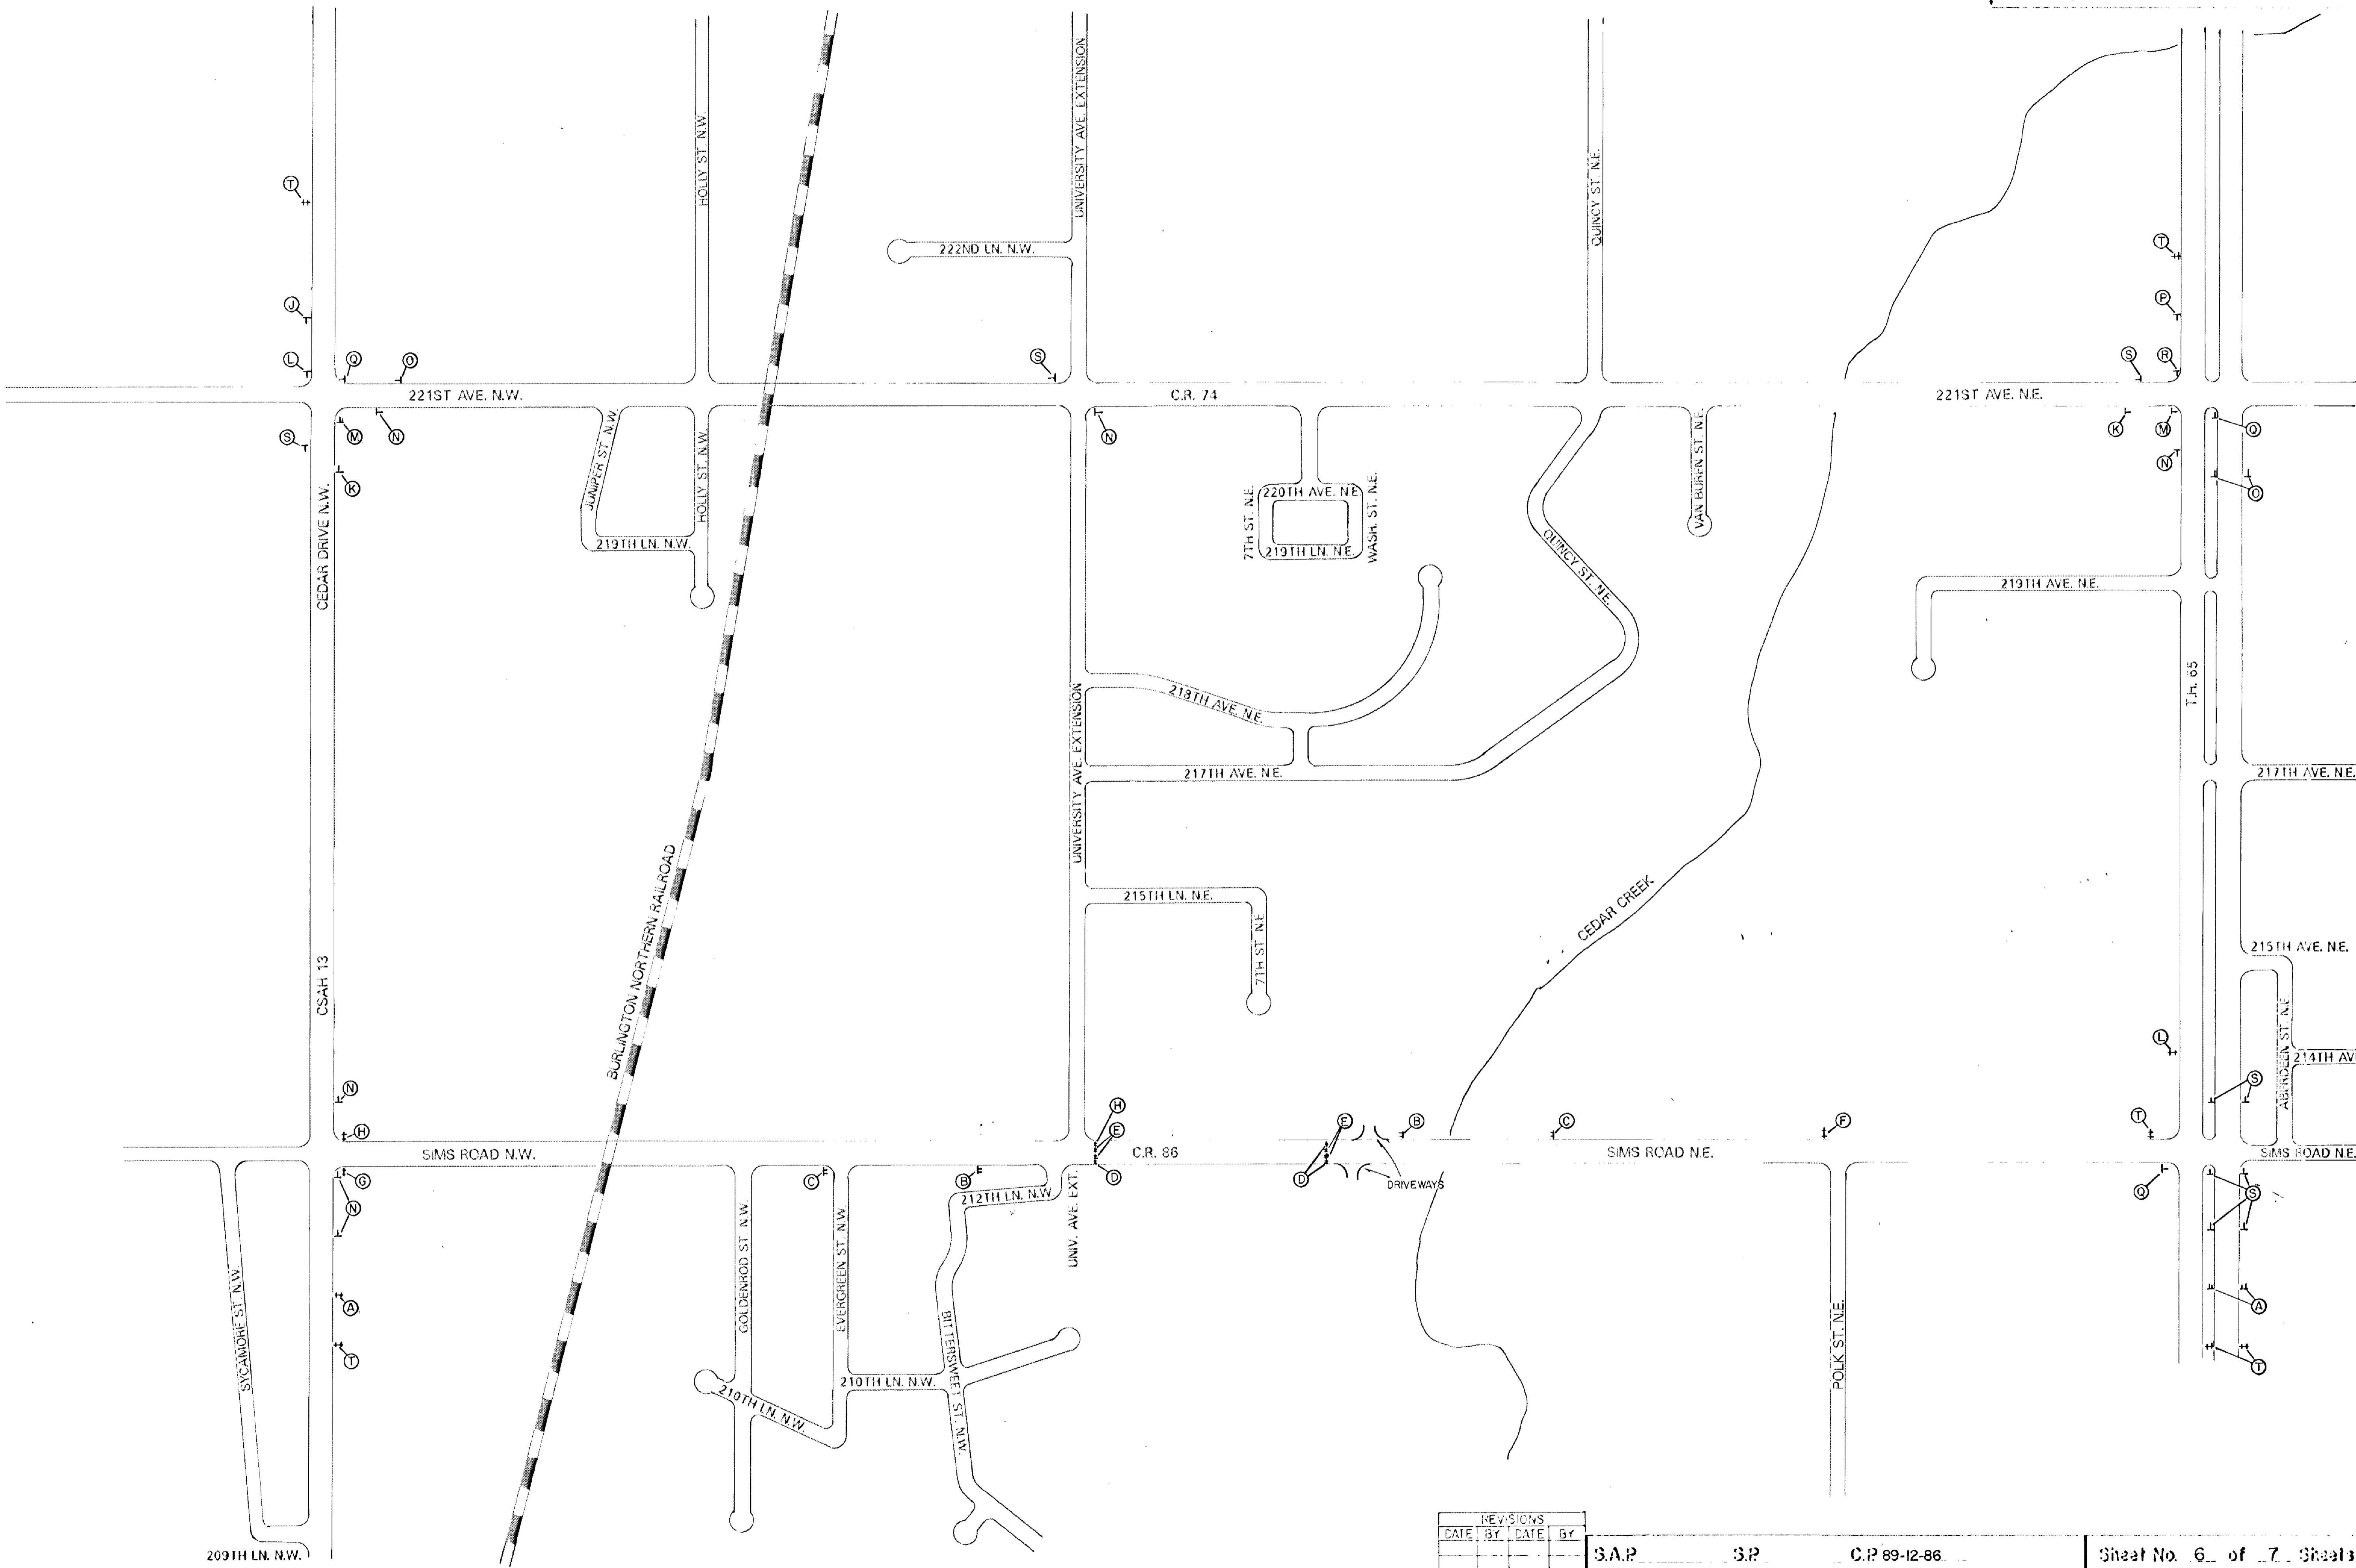 UNIVERSITY AVE. EXTENSION
HOLLY ST. N.W.
QUINCY ST. N.E.
T
T
222ND LN. N.W.
J
P
L
Q
O
S
S
R
221ST AVE. N.W.
C.R. 74
221ST AVE. N.E.
S
M
N
N
K
M
Q
K
N
O
CEDAR DRIVE N.W.
JUNIPER ST. N.W.
HOLLY ST. N.W.
219TH LN. N.W.
7TH ST. N.E.
220TH AVE. N.E.
WASH. ST. N.E.
219TH LN. N.E.
QUINCY ST. N.E.
VAN BUREN ST. N.E.
219TH AVE. N.E.
T.H. 65
218TH AVE. N.E.
UNIVERSITY AVE. EXTENSION
217TH AVE. N.E.
217TH AVE. N.E.
215TH LN. N.E.
7TH ST. N.E.
CEDAR CREEK
BURLINGTON NORTHERN RAILROAD
CSAH 13
215TH AVE. N.E.
ABERDEEN ST. N.E.
214TH AV
L
S
N
H
H
E
E
B
C
F
T
SIMS ROAD N.W.
C.R. 86
SIMS ROAD N.E.
SIMS ROAD N.E.
G
N
C
B
D
D
DRIVEWAYS
Q
S
212TH LN. N.W.
UNIV. AVE. EXT.
SYCAMORE ST. N.W.
GOLDENROD ST. N.W.
EVERGREEN ST. N.W.
BITTERSWEET ST. N.W.
POLK ST. N.E.
A
T
A
T
210TH LN. N.W.
210TH LN. N.W.
209TH LN. N.W.
REVISIONS
DATE BY DATE BY
S.A.P. S.P. C.P. 89-12-86 Sheet No. 6 of 7 Sheets